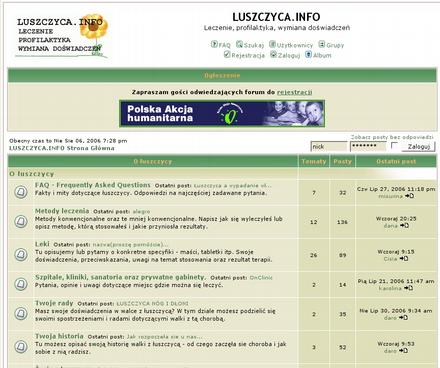 LUSZCZYCA.INFO
LECZENIE
PROFILAKTYKA
WYMIANA DOŚWIADCZEŃ
LUSZCZYCA.INFO
Leczenie, profilaktyka, wymiana doświadczeń
FAQ Szukaj Użytkownicy Grupy
Rejestracja Zaloguj Album
Ogłoszenie
Zapraszam gości odwiedzających forum do rejestracji
Polska Akcja
humanitarna
Obecny czas to Nie Sie 06, 2006 7:28 pm
LUSZCZYCA.INFO Strona Główna
Zobacz posty bez odpowiedzi
nick ******* Zaloguj
O łuszczycy Tematy Posty Ostatni post
O łuszczycy
FAQ - Frequently Asked Questions Ostatni post: Łuszczyca a wypadanie wł...
Fakty i mity dotyczące łuszczycy. Odpowiedzi na najczęściej zadawane pytania.
7 32 Czw Lip 27, 2006 11:18 pm
Metody leczenia Ostatni post: alegro
Metody konwencjonalne oraz te mniej konwencjonalne. Napisz jak się wyleczyłeś lub
opisz metodę, którą stosowałeś i jakie przyniosła rezultaty.
12 136 Wczoraj 20:25
dana
Leki Ostatni post: nazwa(proszę pomóście)...
Tu opisujemy lub pytamy o konkretne specyfiki - maści, tabletki itp. Swoje
doświadczenia, przeciwskazania, uwagi na temat stosowania oraz rezultat terapii.
26 89 Wczoraj 9:15
Cisla
Szpitale, kliniki, sanatoria oraz prywatne gabinety. Ostatni post: OnClinic
Opinie, pytania i uwagi dotyczące miejsc gdzie można się leczyć.
2 14 Pią Lip 21, 2006 11:47 am
karolina
Twoje rady Ostatni post: ŁUSZCZYCA NÓG I DŁONI
Masz swoje doświadczenia w walce z łuszczycą? W tym dziale możesz podzielić się
swoimi spostrzeżeniami i radami dotyczącymi walki z tą chorobą.
2 35 Nie Lip 30, 2006 9:34 am
daro
Twoja historia Ostatni post: Jak rozpoczęła się u nas...
Tu możesz opisać swoją historię walki z łuszczycą - od czego zaczęła sie choroba i jak
sobie z nią radzisz.
3 52 Wczoraj 9:53
daro